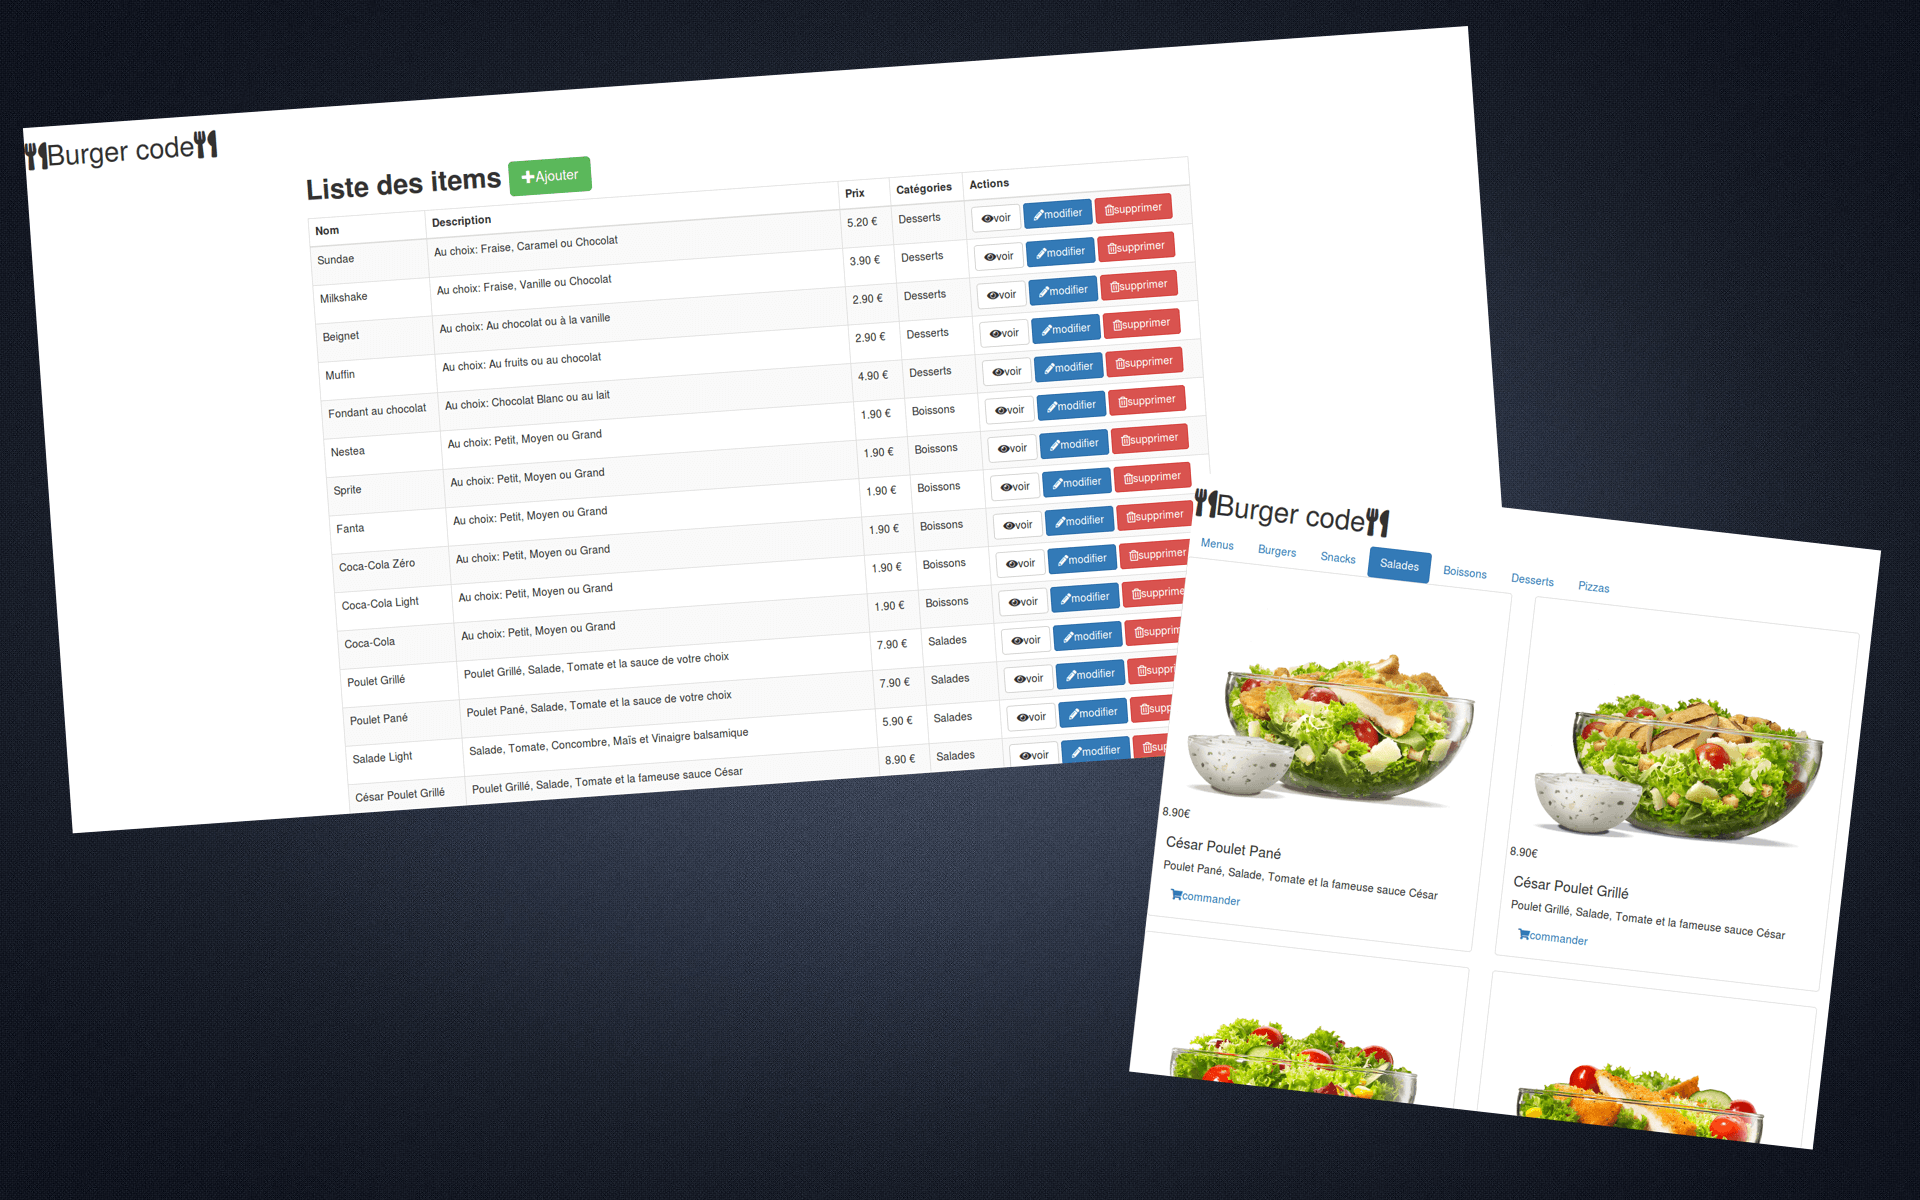 Burger code
Liste des items Ajouter
Nom Description Prix Catégories Actions
Sundae Au choix: Fraise, Caramel ou Chocolat 5.20 € Desserts voir modifier supprimer
Milkshake Au choix: Fraise, Vanille ou Chocolat 3.90 € Desserts voir modifier supprimer
Beignet Au choix: Au chocolat ou à la vanille 2.90 € Desserts voir modifier supprimer
Muffin Au choix: Au fruits ou au chocolat 2.90 € Desserts voir modifier supprimer
Fondant au chocolat Au choix: Chocolat Blanc ou au lait 4.90 € Desserts voir modifier supprimer
Nestea Au choix: Petit, Moyen ou Grand 1.90 € Boissons voir modifier supprimer
Sprite Au choix: Petit, Moyen ou Grand 1.90 € Boissons voir modifier supprimer
Fanta Au choix: Petit, Moyen ou Grand 1.90 € Boissons voir modifier supprimer
Coca-Cola Zéro Au choix: Petit, Moyen ou Grand 1.90 € Boissons voir modifier supprimer
Coca-Cola Light Au choix: Petit, Moyen ou Grand 1.90 € Boissons voir modifier supprimer
Coca-Cola Au choix: Petit, Moyen ou Grand 1.90 € Boissons voir modifier supprime
Poulet Grillé Poulet Grillé, Salade, Tomate et la sauce de votre choix 7.90 € Salades voir modifier supprim
Poulet Pané Poulet Pané, Salade, Tomate et la sauce de votre choix 7.90 € Salades voir modifier suppri
Salade Light Salade, Tomate, Concombre, Maïs et Vinaigre balsamique 5.90 € Salades voir modifier supp
César Poulet Grillé Poulet Grillé, Salade, Tomate et la fameuse sauce César 8.90 € Salades voir modifier sup
Burger code
Menus Burgers Snacks Salades Boissons Desserts Pizzas
8.90€
César Poulet Pané
Poulet Pané, Salade, Tomate et la fameuse sauce César
commander
8.90€
César Poulet Grillé
Poulet Grillé, Salade, Tomate et la fameuse sauce César
commander